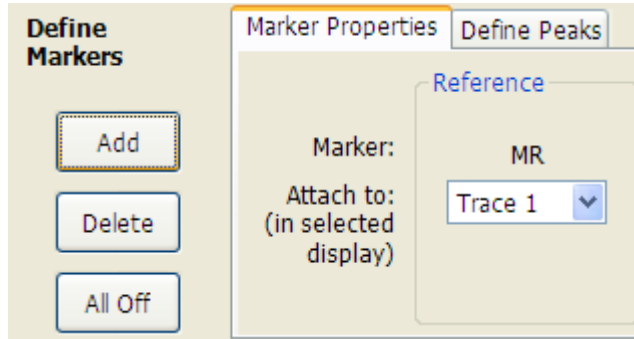 Define
Markers
Add
Delete
All Off
Marker Properties
Define Peaks
Reference
Marker:
MR
Attach to:
(in selected
display)
Trace 1